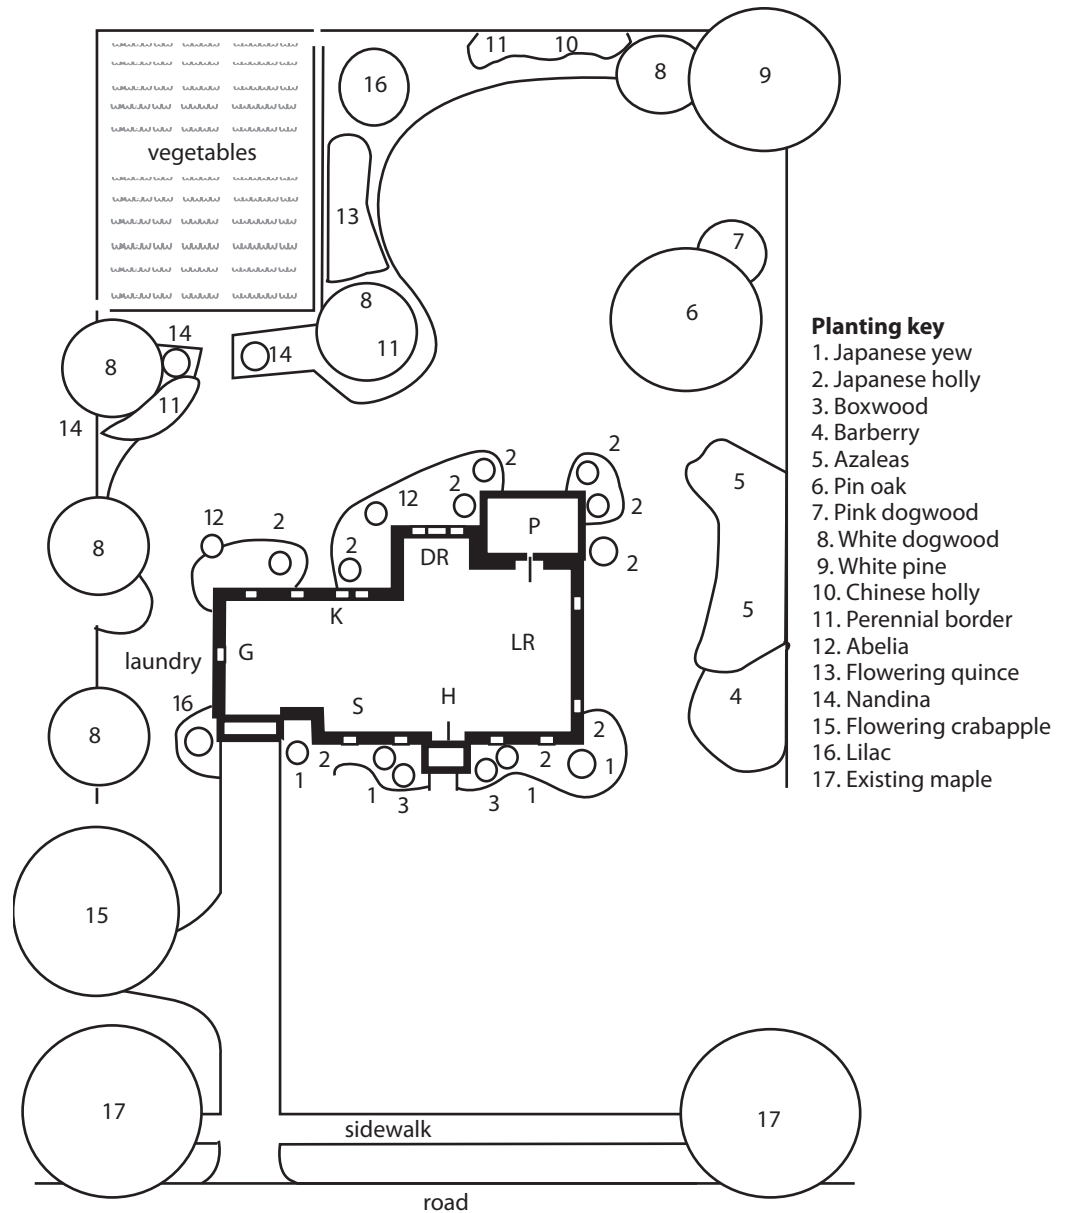 11 10
8
9
16
vegetables
13
7
8
6
14
14
11
8
11
14
Planting key
1. Japanese yew
2. Japanese holly
3. Boxwood
4. Barberry
5. Azaleas
6. Pin oak
7. Pink dogwood
8. White dogwood
9. White pine
10. Chinese holly
11. Perennial border
12. Abelia
13. Flowering quince
14. Nandina
15. Flowering crabapple
16. Lilac
17. Existing maple
2
2
2
12
2
5
12
2
8
2
DR
P
2
K
5
laundry
G
LR
16
S
H
4
8
2
2
2
1
1
1
3
3
1
15
17
17
sidewalk
road